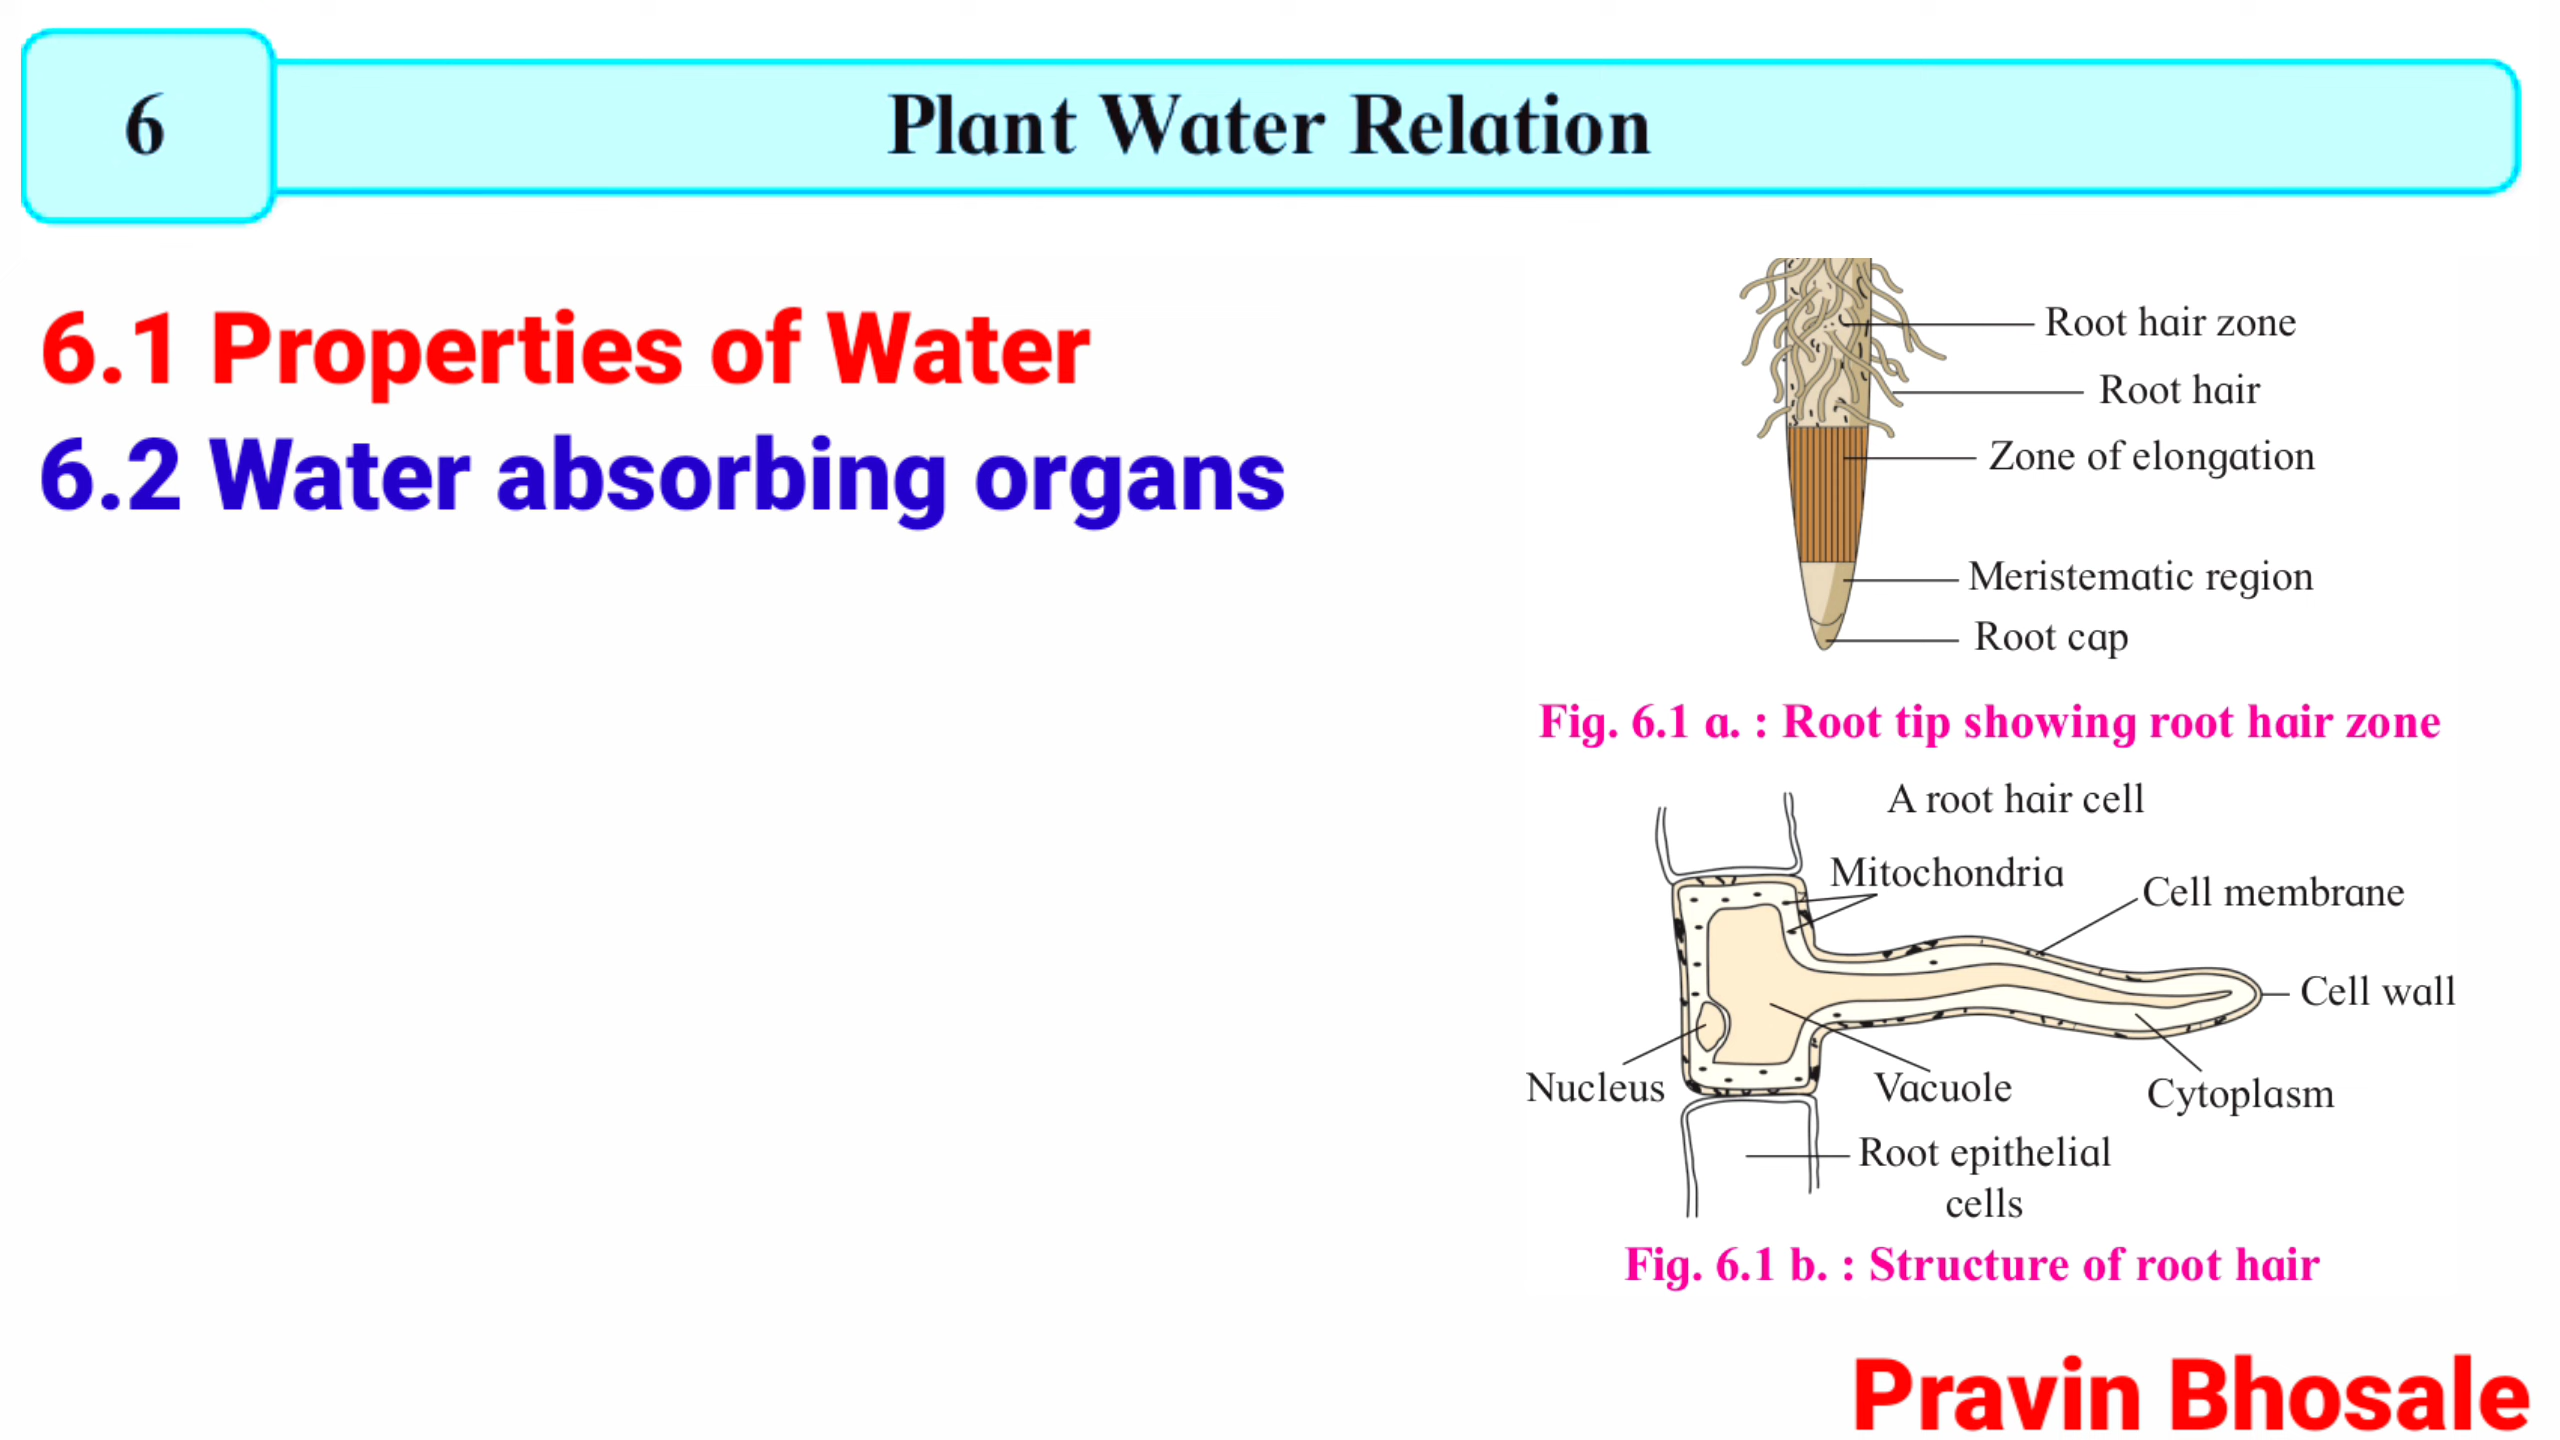 6
Plant Water Relation
6.1 Properties of Water
6.2 Water absorbing organs
Root hair zone
Root hair
Zone of elongation
Meristematic region
Root cap
Fig. 6.1 a. : Root tip showing root hair zone
A root hair cell
Mitochondria
Cell membrane
Cell wall
Nucleus
Vacuole
Cytoplasm
Root epithelial
cells
Fig. 6.1 b. : Structure of root hair
Pravin Bhosale